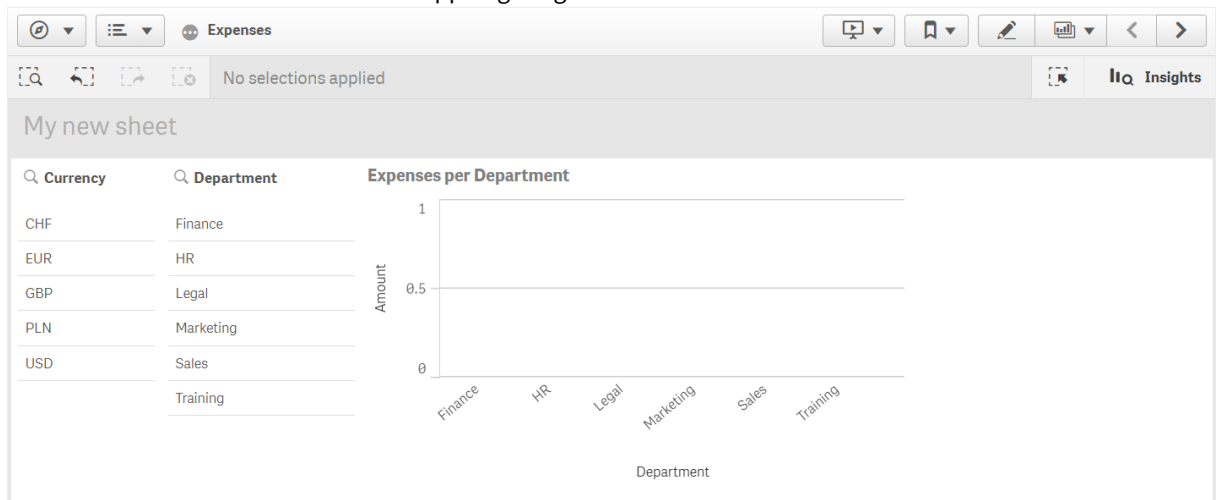 Expenses
No selections applied
Insights
My new sheet
Currency
CHF
EUR
GBP
PLN
USD
Department
Finance
HR
Legal
Marketing
Sales
Training
Expenses per Department
1
0.5
0
Amount
Finance
HR
Legal
Marketing
Sales
Training
Department